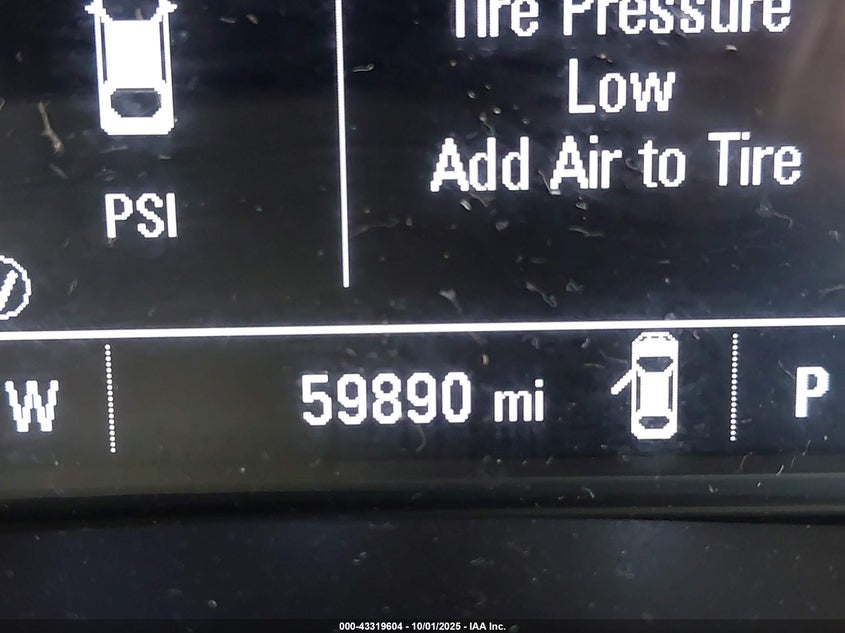 Tire Pressure
Low
Add Air to Tire
PSI
W 59890 mi P
000-43319604 - 10/01/2025 - IAA Inc.